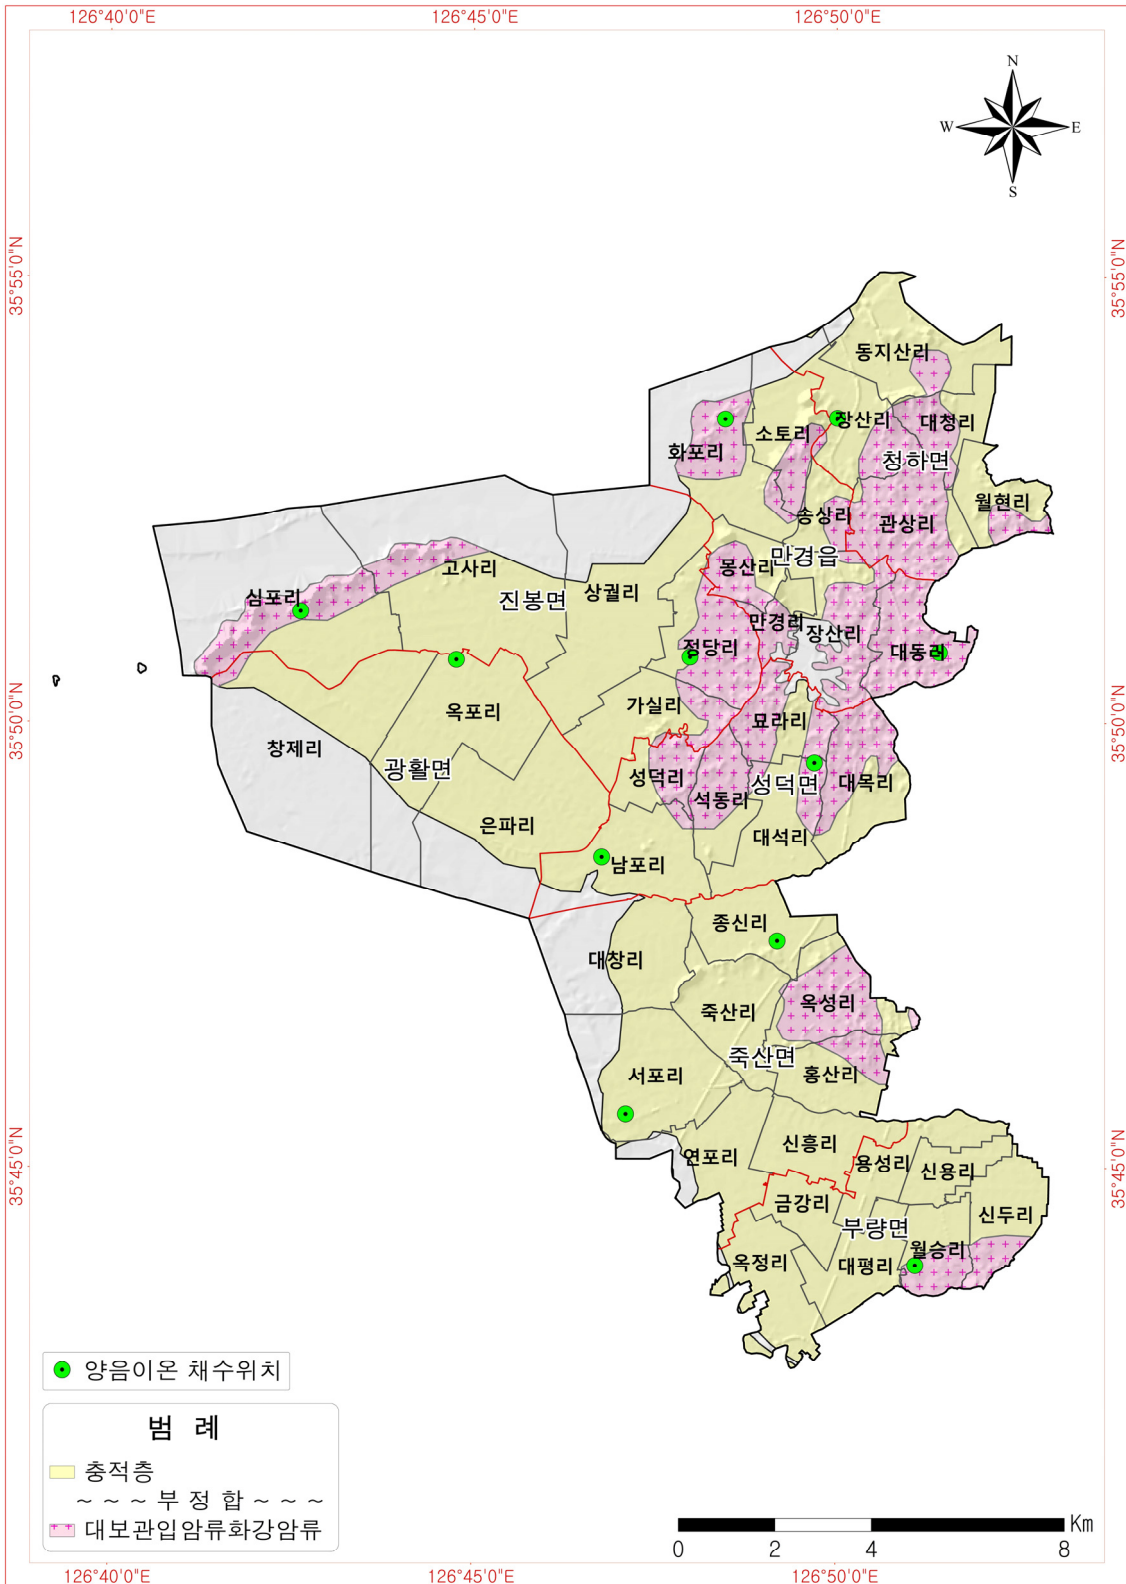 126°40'0"E 126°45'0"E 126°50'0"E
N
W E
S
35°55'0"N 35°55'0"N
동지산리
장산리 대청리
소토리
화포리 청하면
월현리
송상리 관상리
만경읍
봉산리
고사리
상궐리
심포리 진봉면
만경리
장산리
정당리 대동리
가실리
옥포리 묘라리
35°50'0"N 35°50'0"N
창제리
광활면 성덕리 성덕면 대목리
석동리
은파리 대석리
남포리
종신리
대창리
옥성리
죽산리
죽산면
서포리 홍산리
신흥리
연포리 용성리 신용리
35°45'0"N 35°45'0"N
금강리 신두리
부량면
월승리
옥정리 대평리
양음이온 채수위치
범 례
충적층
~ ~ ~ 부 정 합 ~ ~ ~
대보관입암류화강암류
Km
0 2 4 8
126°40'0"E 126°45'0"E 126°50'0"E